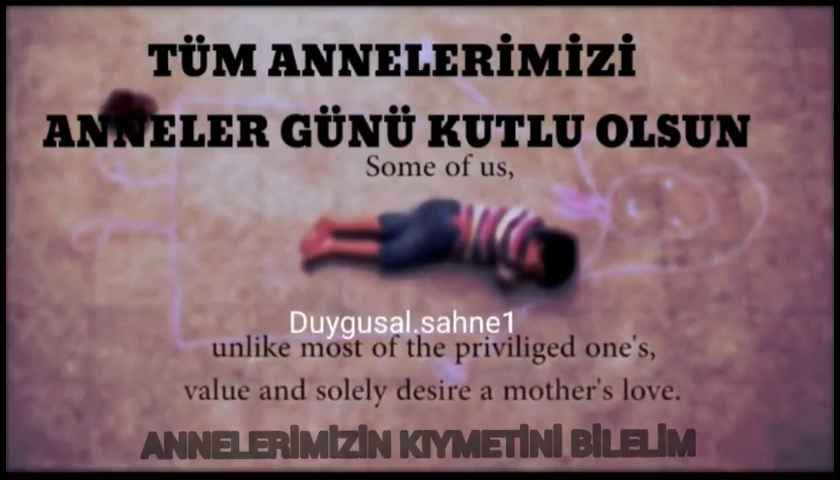 TÜM ANNELERİMİZİ
ANNELER GÜNÜ KUTLU OLSUN
Some of us,
Duygusal.sahne1
unlike most of the priviliged one's,
value and solely desire a mother's love.
ANNELERİMİZİN KIYMETİNİ BİLELİM